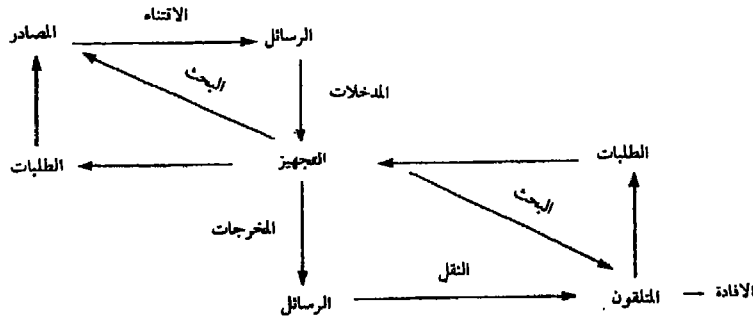 الاقتناء
المصادر
الرسائل
البحث
المدخلات
الطلبات
التجهيز
الطلبات
البحث
المخرجات
النقل
الرسائل
المتلقون
الافادة